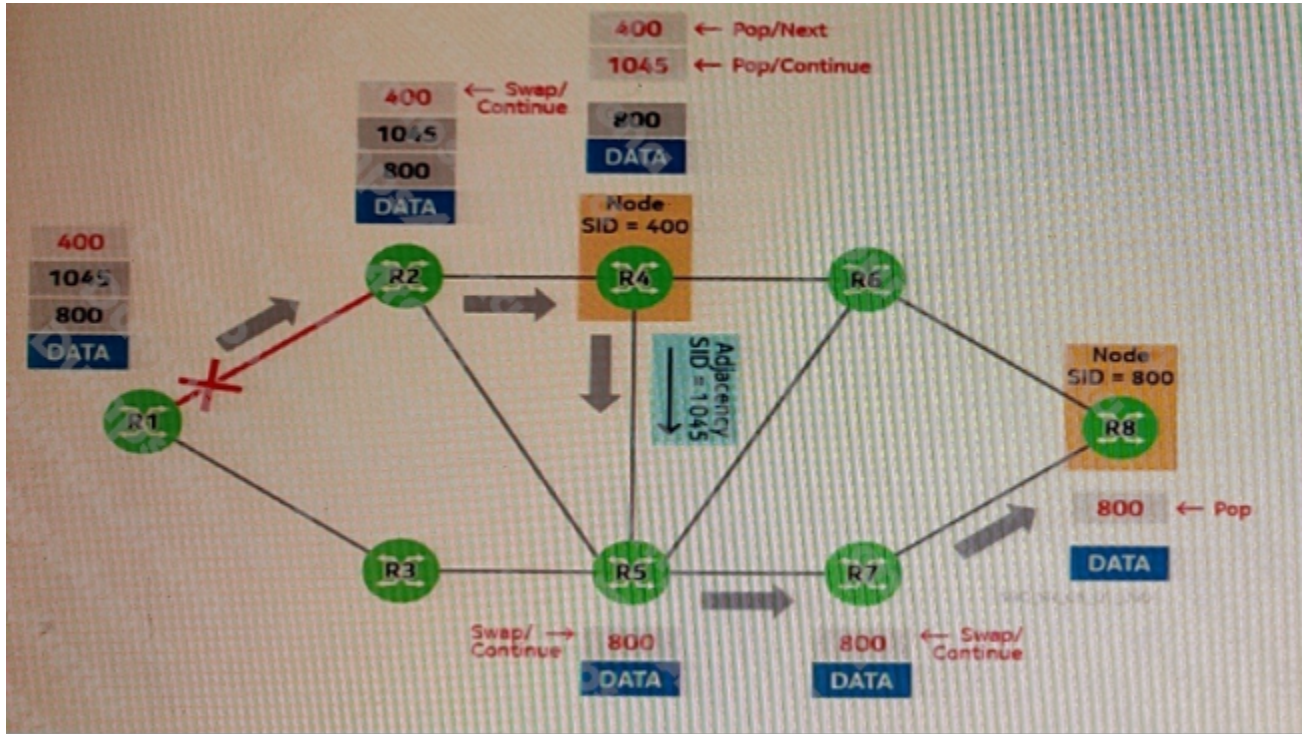 400 ← Pop/Next
1045 ← Pop/Continue
400 ← Swap/
Continue
1045
800
DATA
800
DATA
Node
SID = 400
400
1045
800
DATA
R2
R4
R6
Adjacency
SID = 1045
Node
SID = 800
R1
R8
800 ← Pop
DATA
R3
R5
R7
Swap/ →
Continue
800
DATA
800
DATA
← Swap/
Continue